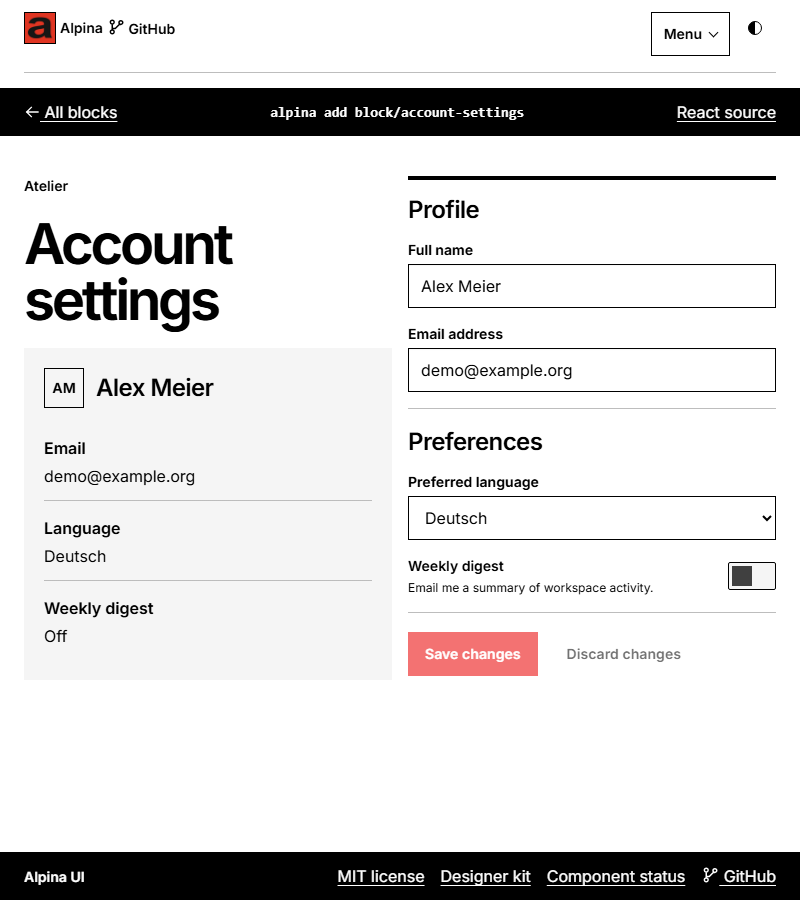 a Alpina GitHub
Menu
← All blocks
alpina add block/account-settings
React source
Atelier
Account
settings
AM Alex Meier
Email
demo@example.org
Language
Deutsch
Weekly digest
Off
Profile
Full name
Alex Meier
Email address
demo@example.org
Preferences
Preferred language
Deutsch
Weekly digest
Email me a summary of workspace activity.
Save changes
Discard changes
Alpina UI
MIT license
Designer kit
Component status
GitHub